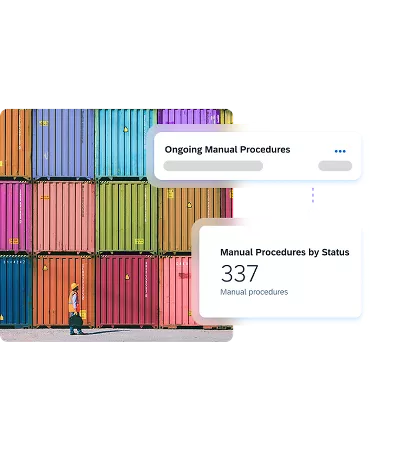 Ongoing Manual Procedures
Manual Procedures by Status
337
Manual procedures